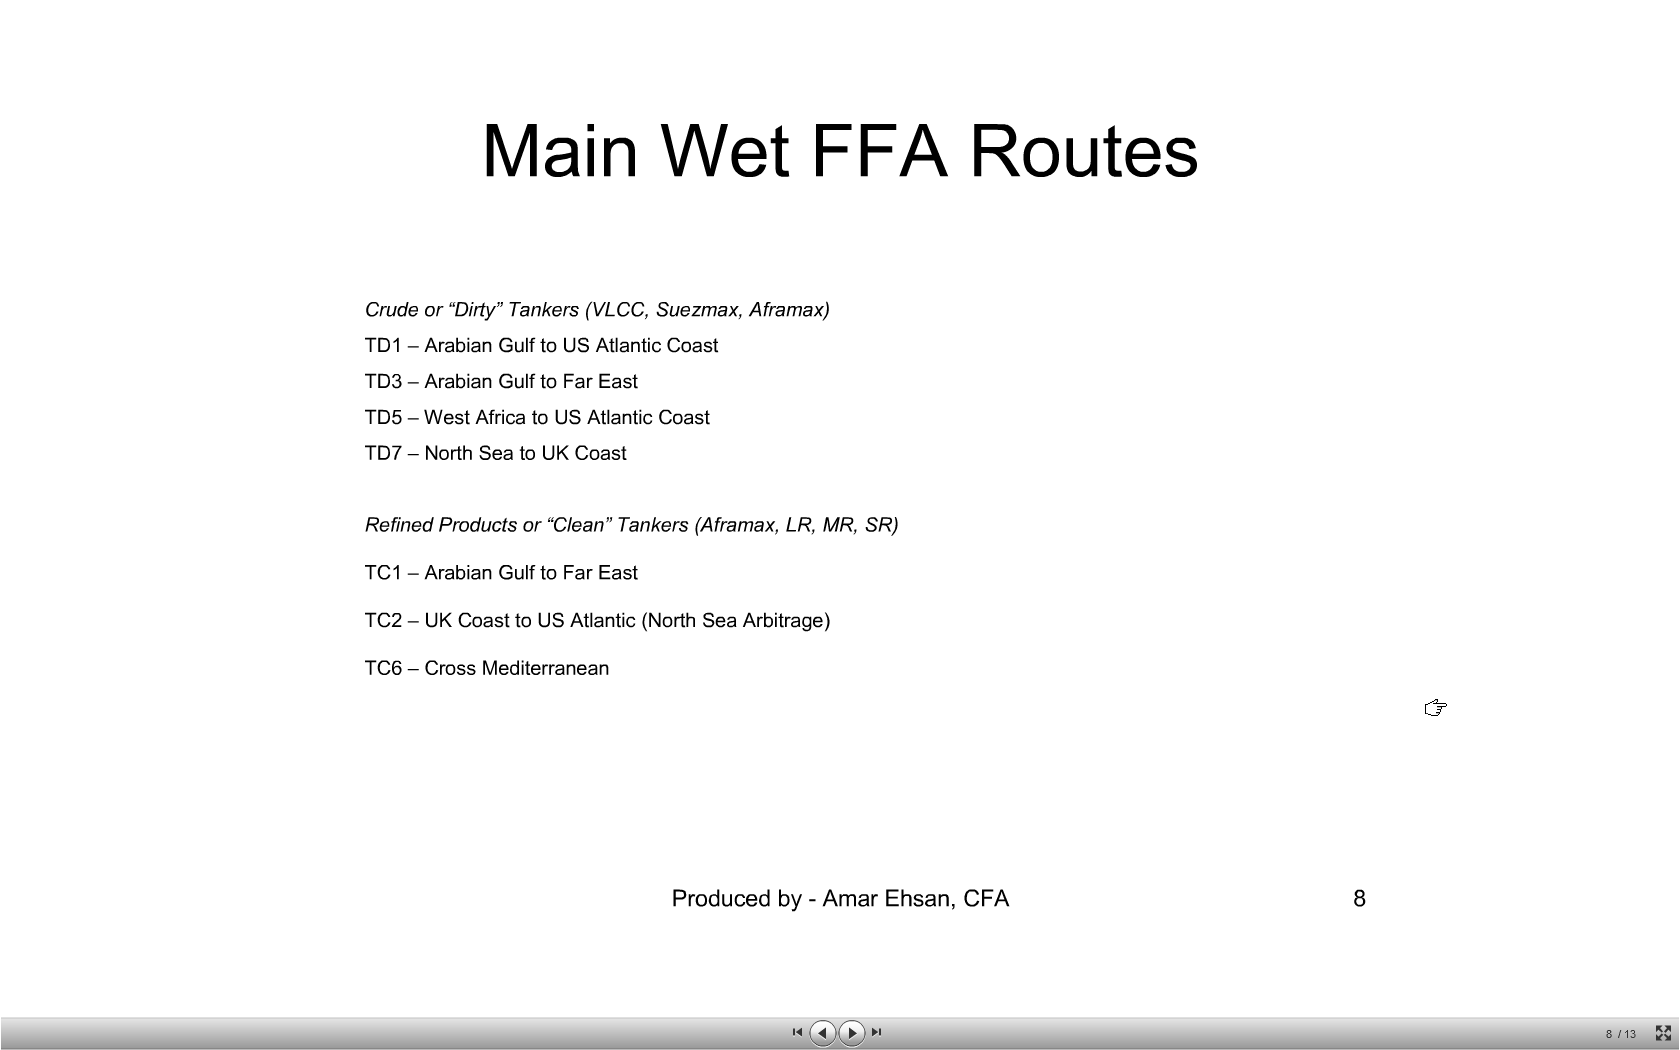 Main Wet FFA Routes
Crude or “Dirty” Tankers (VLCC, Suezmax, Aframax)
TD1 – Arabian Gulf to US Atlantic Coast
TD3 – Arabian Gulf to Far East
TD5 – West Africa to US Atlantic Coast
TD7 – North Sea to UK Coast
Refined Products or “Clean” Tankers (Aframax, LR, MR, SR)
TC1 – Arabian Gulf to Far East
TC2 – UK Coast to US Atlantic (North Sea Arbitrage)
TC6 – Cross Mediterranean
Produced by - Amar Ehsan, CFA
8
8 / 13